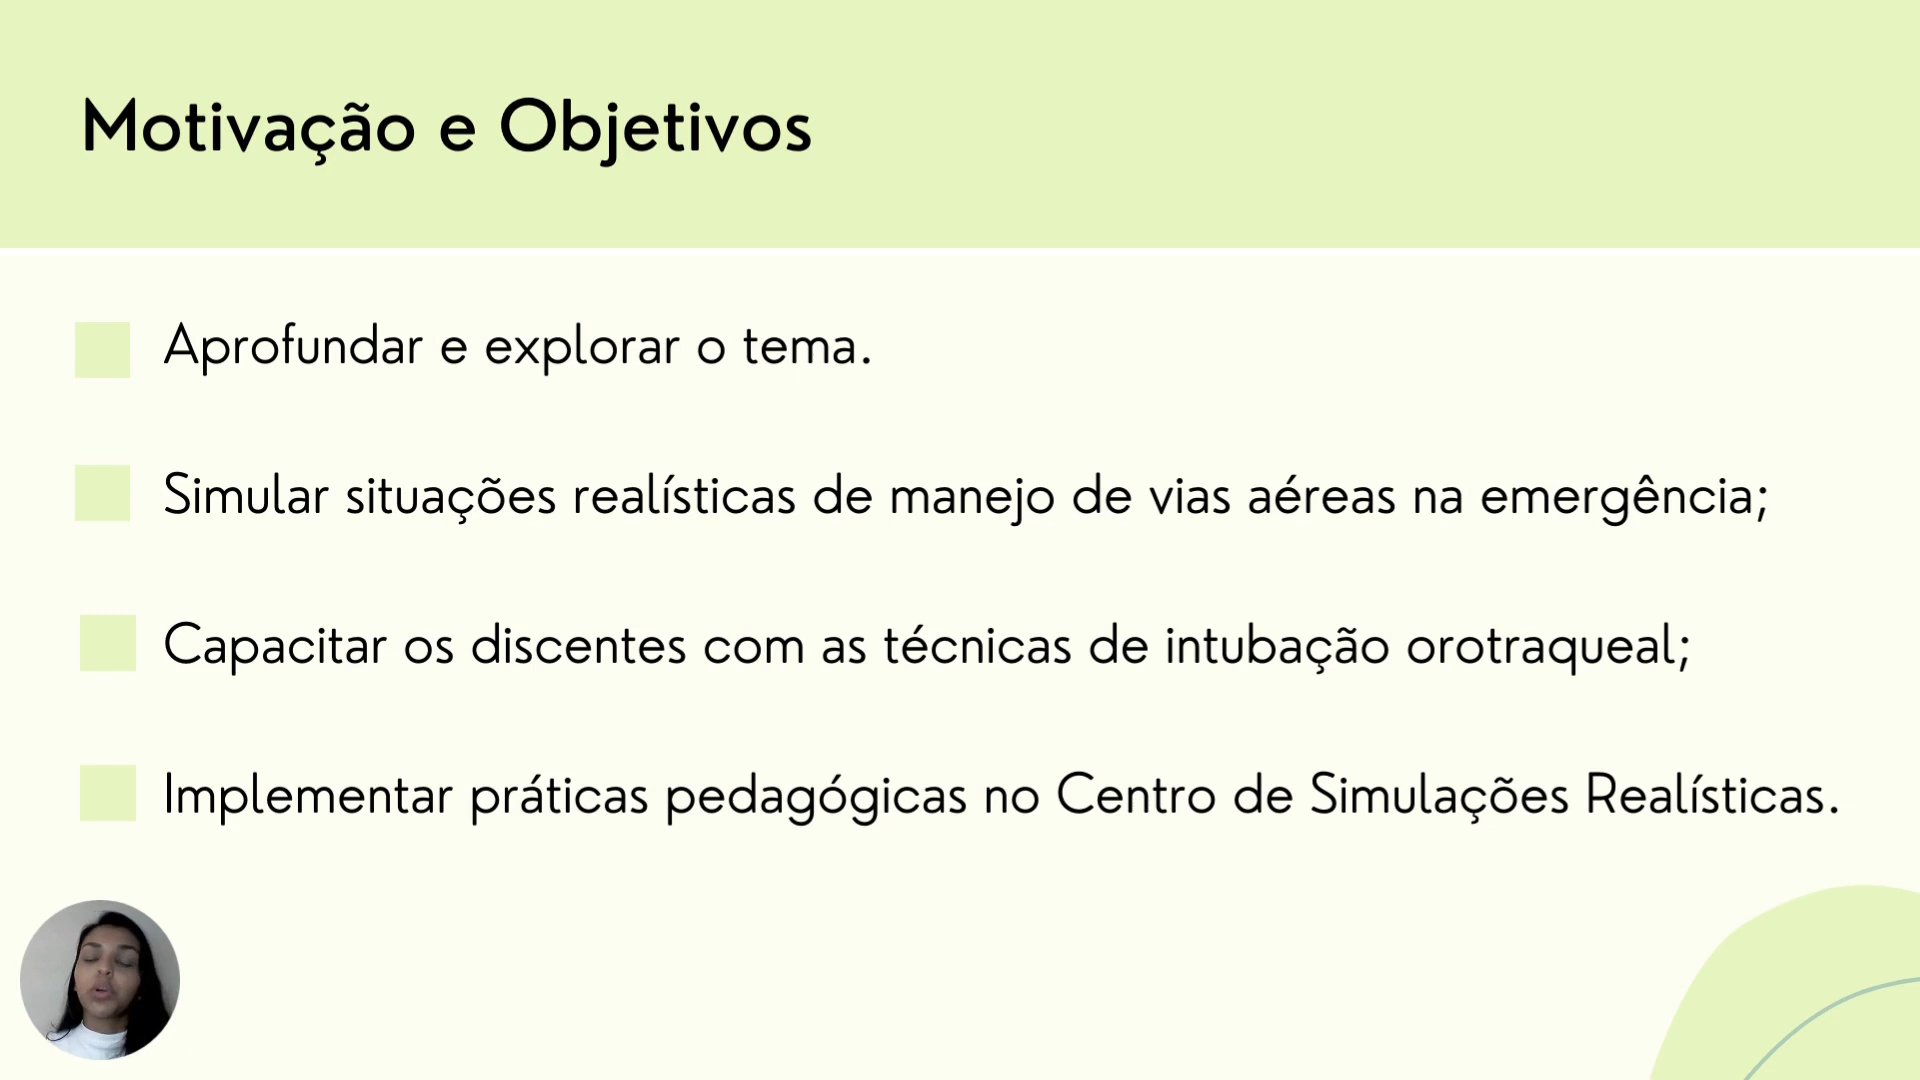 Motivação e Objetivos
Aprofundar e explorar o tema.
Simular situações realísticas de manejo de vias aéreas na emergência;
Capacitar os discentes com as técnicas de intubação orotraqueal;
Implementar práticas pedagógicas no Centro de Simulações Realísticas.